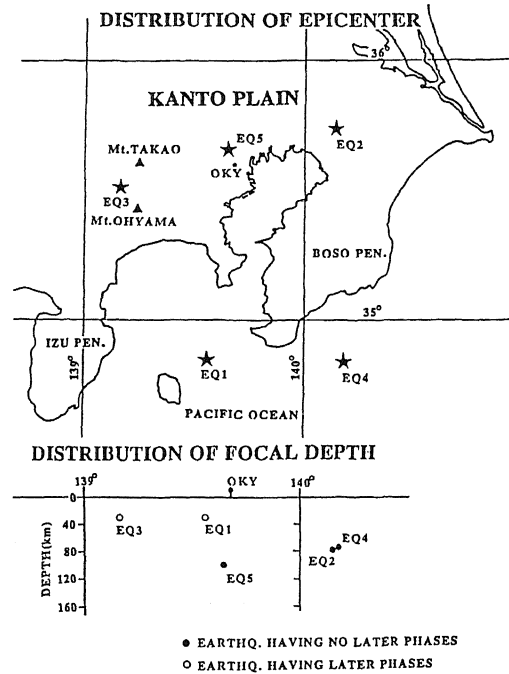 DISTRIBUTION OF EPICENTER
36°
KANTO PLAIN
EQ5
EQ2
Mt.TAKAO
OKY
EQ3
Mt.OHYAMA
BOSO PEN.
35°
IZU PEN.
139°
140°
EQ1
EQ4
PACIFIC OCEAN
DISTRIBUTION OF FOCAL DEPTH
139° OKY 140°
0
40
EQ3 EQ1
EQ4
80
EQ2
EQ5
120
160
DEPTH(km)
● EARTHQ. HAVING NO LATER PHASES
○ EARTHQ. HAVING LATER PHASES